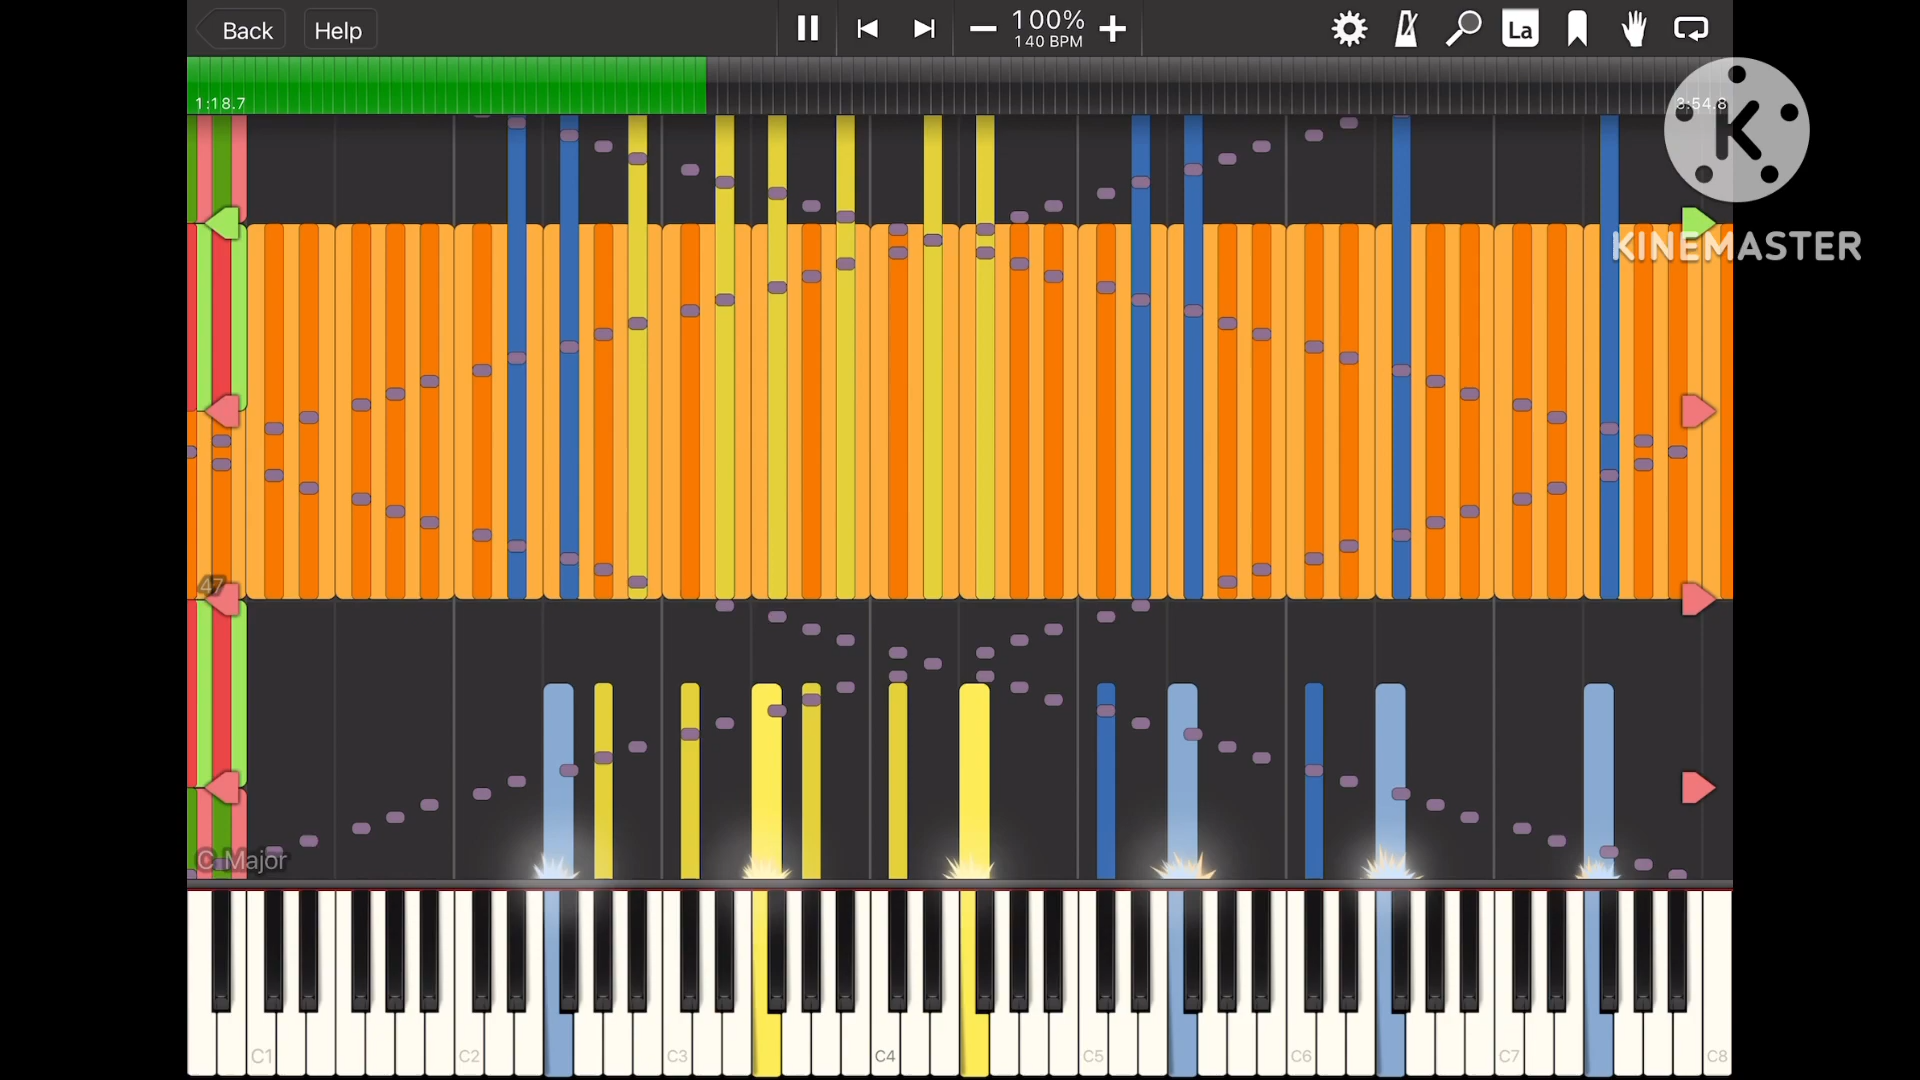 Back
Help
100%
140 BPM
La
1:18.7
3:54.8
K
KINEMASTER
47
C Major
C1
C2
C3
C4
C5
C6
C7
C8